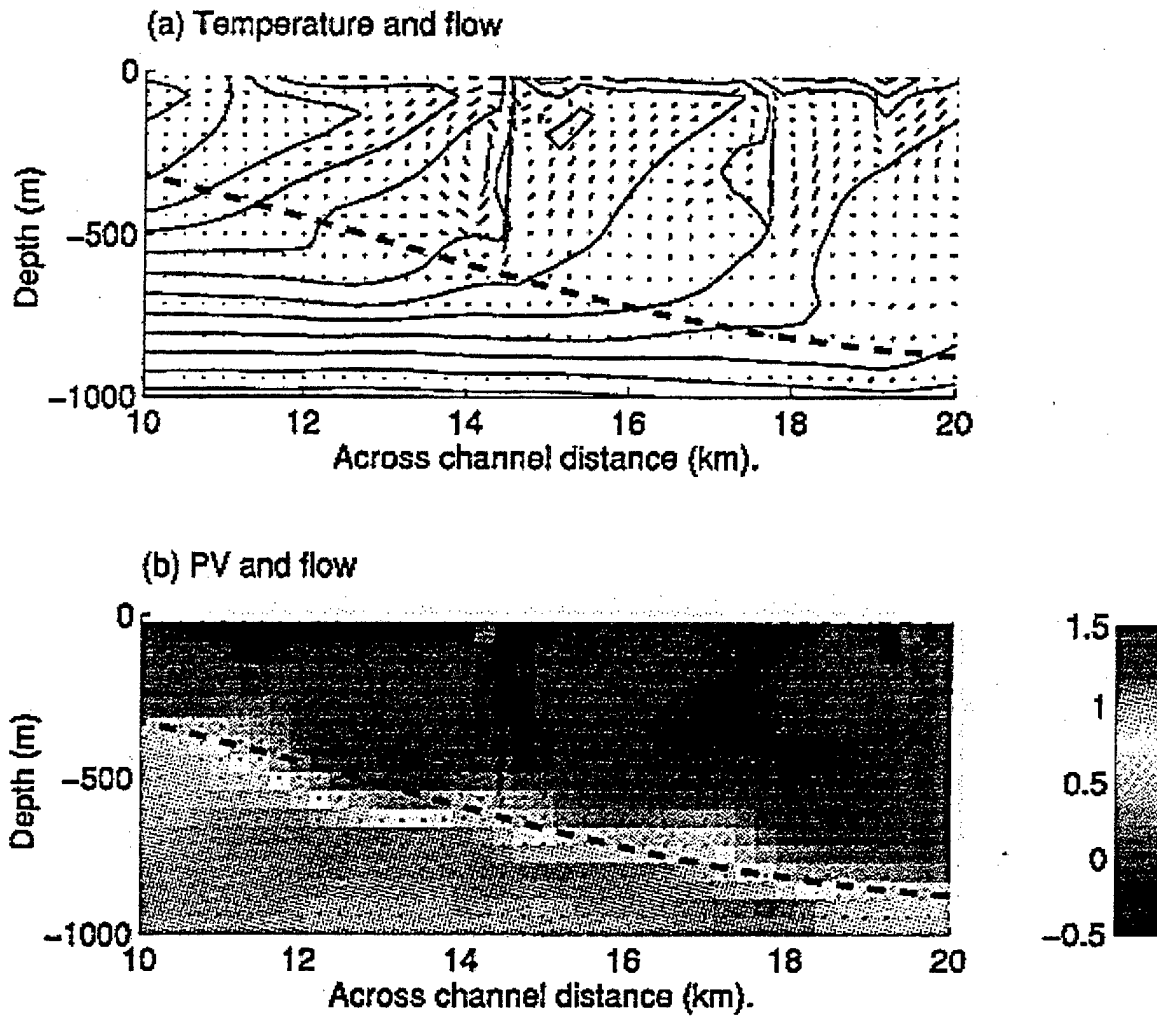 (a) Temperature and flow
0
−500
−1000
Depth (m)
10 12 14 16 18 20
Across channel distance (km).
(b) PV and flow
0
−500
−1000
Depth (m)
10 12 14 16 18 20
Across channel distance (km).
1.5
1
0.5
0
−0.5